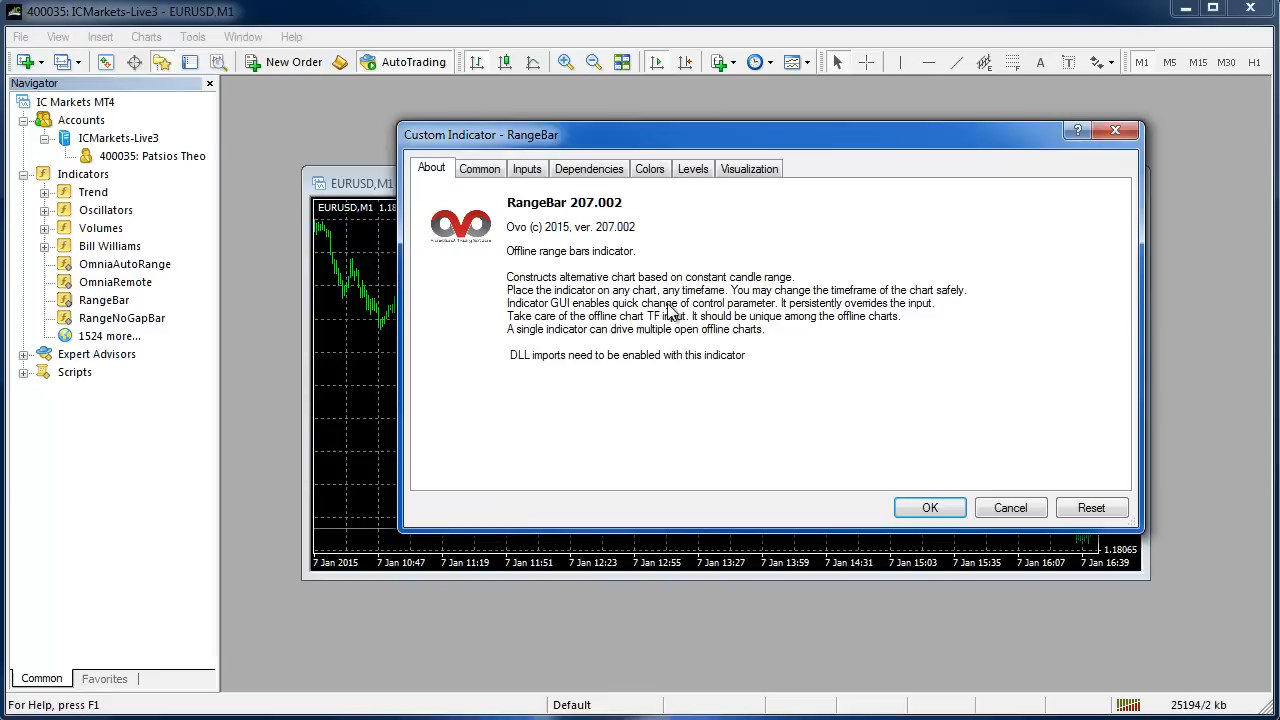 400035: ICMarkets-Live3 - EURUSD,M1
File View Insert Charts Tools Window Help
New Order AutoTrading M1 M5 M15 M30 H1
Navigator
IC Markets MT4
Accounts
ICMarkets-Live3
400035: Patsios Theo
Indicators
Trend
Oscillators
Volumes
Bill Williams
OmniaAutoRange
OmniaRemote
RangeBar
RangeNoGapBar
1524 more...
Expert Advisors
Scripts
Common Favorites
EURUSD,M1
EURUSD,M1 1.18
Custom Indicator - RangeBar
About Common Inputs Dependencies Colors Levels Visualization
RangeBar 207.002
Ovo (c) 2015, ver. 207.002
Offline range bars indicator.
Constructs alternative chart based on constant candle range.
Place the indicator on any chart, any timeframe. You may change the timeframe of the chart safely.
Indicator GUI enables quick change of control parameter. It persistently overrides the input.
Take care of the offline chart TF input. It should be unique among the offline charts.
A single indicator can drive multiple open offline charts.
DLL imports need to be enabled with this indicator
OK Cancel Reset
1.18065
7 Jan 2015 7 Jan 10:47 7 Jan 11:19 7 Jan 11:51 7 Jan 12:23 7 Jan 12:55 7 Jan 13:27 7 Jan 13:59 7 Jan 14:31 7 Jan 15:03 7 Jan 15:35 7 Jan 16:07 7 Jan 16:39
For Help, press F1 Default 25194/2 kb